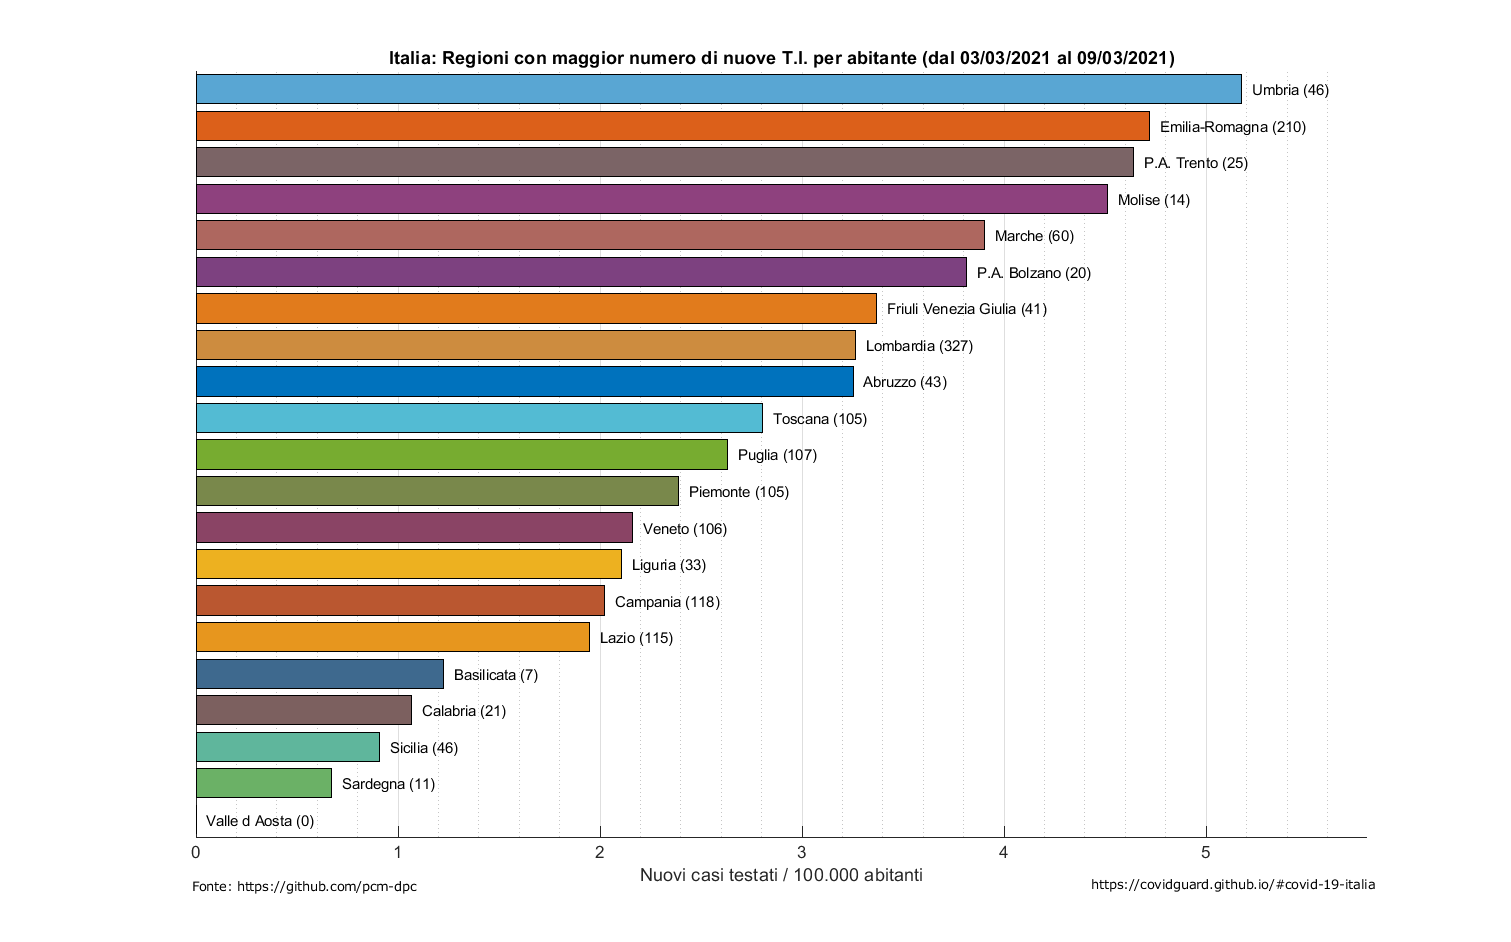 Italia: Regioni con maggior numero di nuove T.I. per abitante (dal 03/03/2021 al 09/03/2021)
Umbria (46)
Emilia-Romagna (210)
P.A. Trento (25)
Molise (14)
Marche (60)
P.A. Bolzano (20)
Friuli Venezia Giulia (41)
Lombardia (327)
Abruzzo (43)
Toscana (105)
Puglia (107)
Piemonte (105)
Veneto (106)
Liguria (33)
Campania (118)
Lazio (115)
Basilicata (7)
Calabria (21)
Sicilia (46)
Sardegna (11)
Valle d Aosta (0)
0 1 2 3 4 5
Nuovi casi testati / 100.000 abitanti
Fonte: https://github.com/pcm-dpc
https://covidguard.github.io/#covid-19-italia